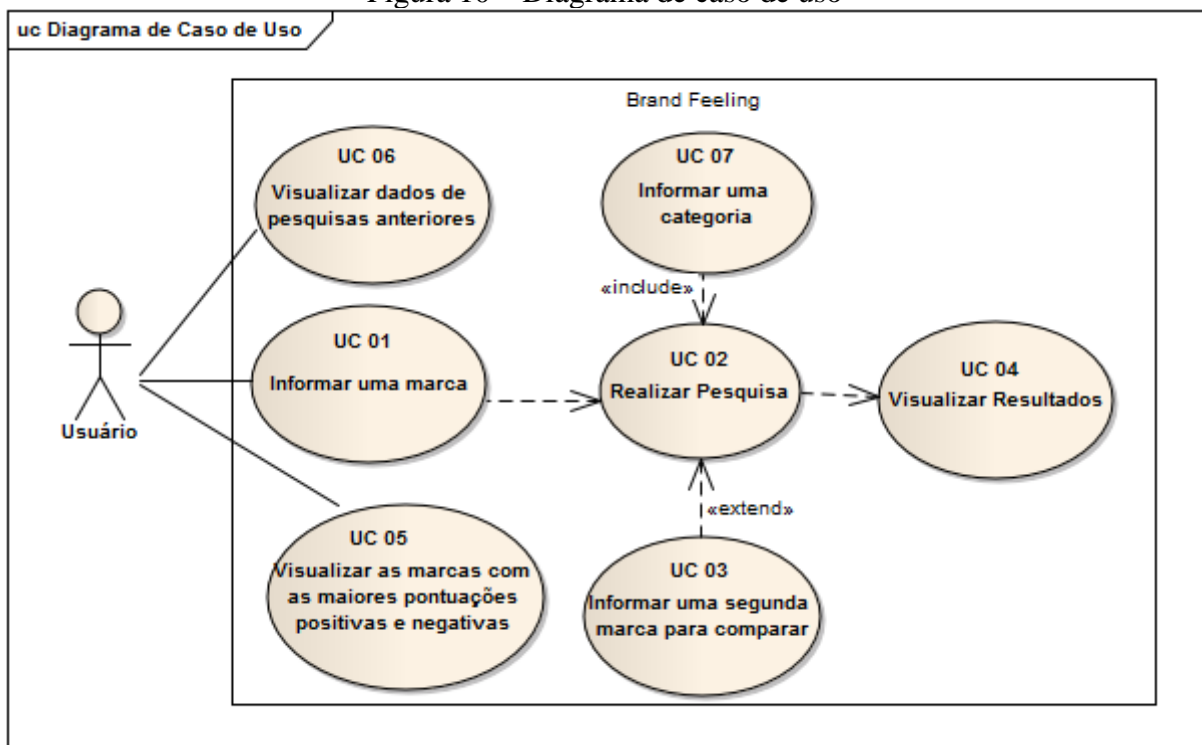 Figura 10 – Diagrama de caso de uso
uc Diagrama de Caso de Uso
Brand Feeling
UC 06
Visualizar dados de
pesquisas anteriores
UC 07
Informar uma
categoria
«include»
UC 01
Informar uma marca
UC 02
Realizar Pesquisa
UC 04
Visualizar Resultados
Usuário
«extend»
UC 05
Visualizar as marcas com
as maiores pontuações
positivas e negativas
UC 03
Informar uma segunda
marca para comparar